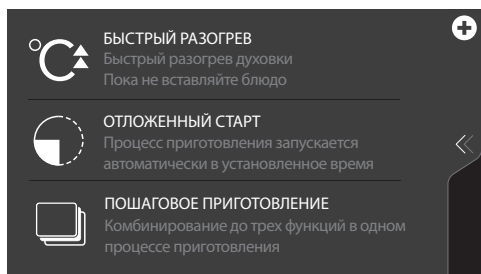 БЫСТРЫЙ РАЗОГРЕВ
Быстрый разогрев духовки
Пока не вставляйте блюдо
ОТЛОЖЕННЫЙ СТАРТ
Процесс приготовления запускается
автоматически в установленное время
ПОШАГОВОЕ ПРИГОТОВЛЕНИЕ
Комбинирование до трех функций в одном
процессе приготовления